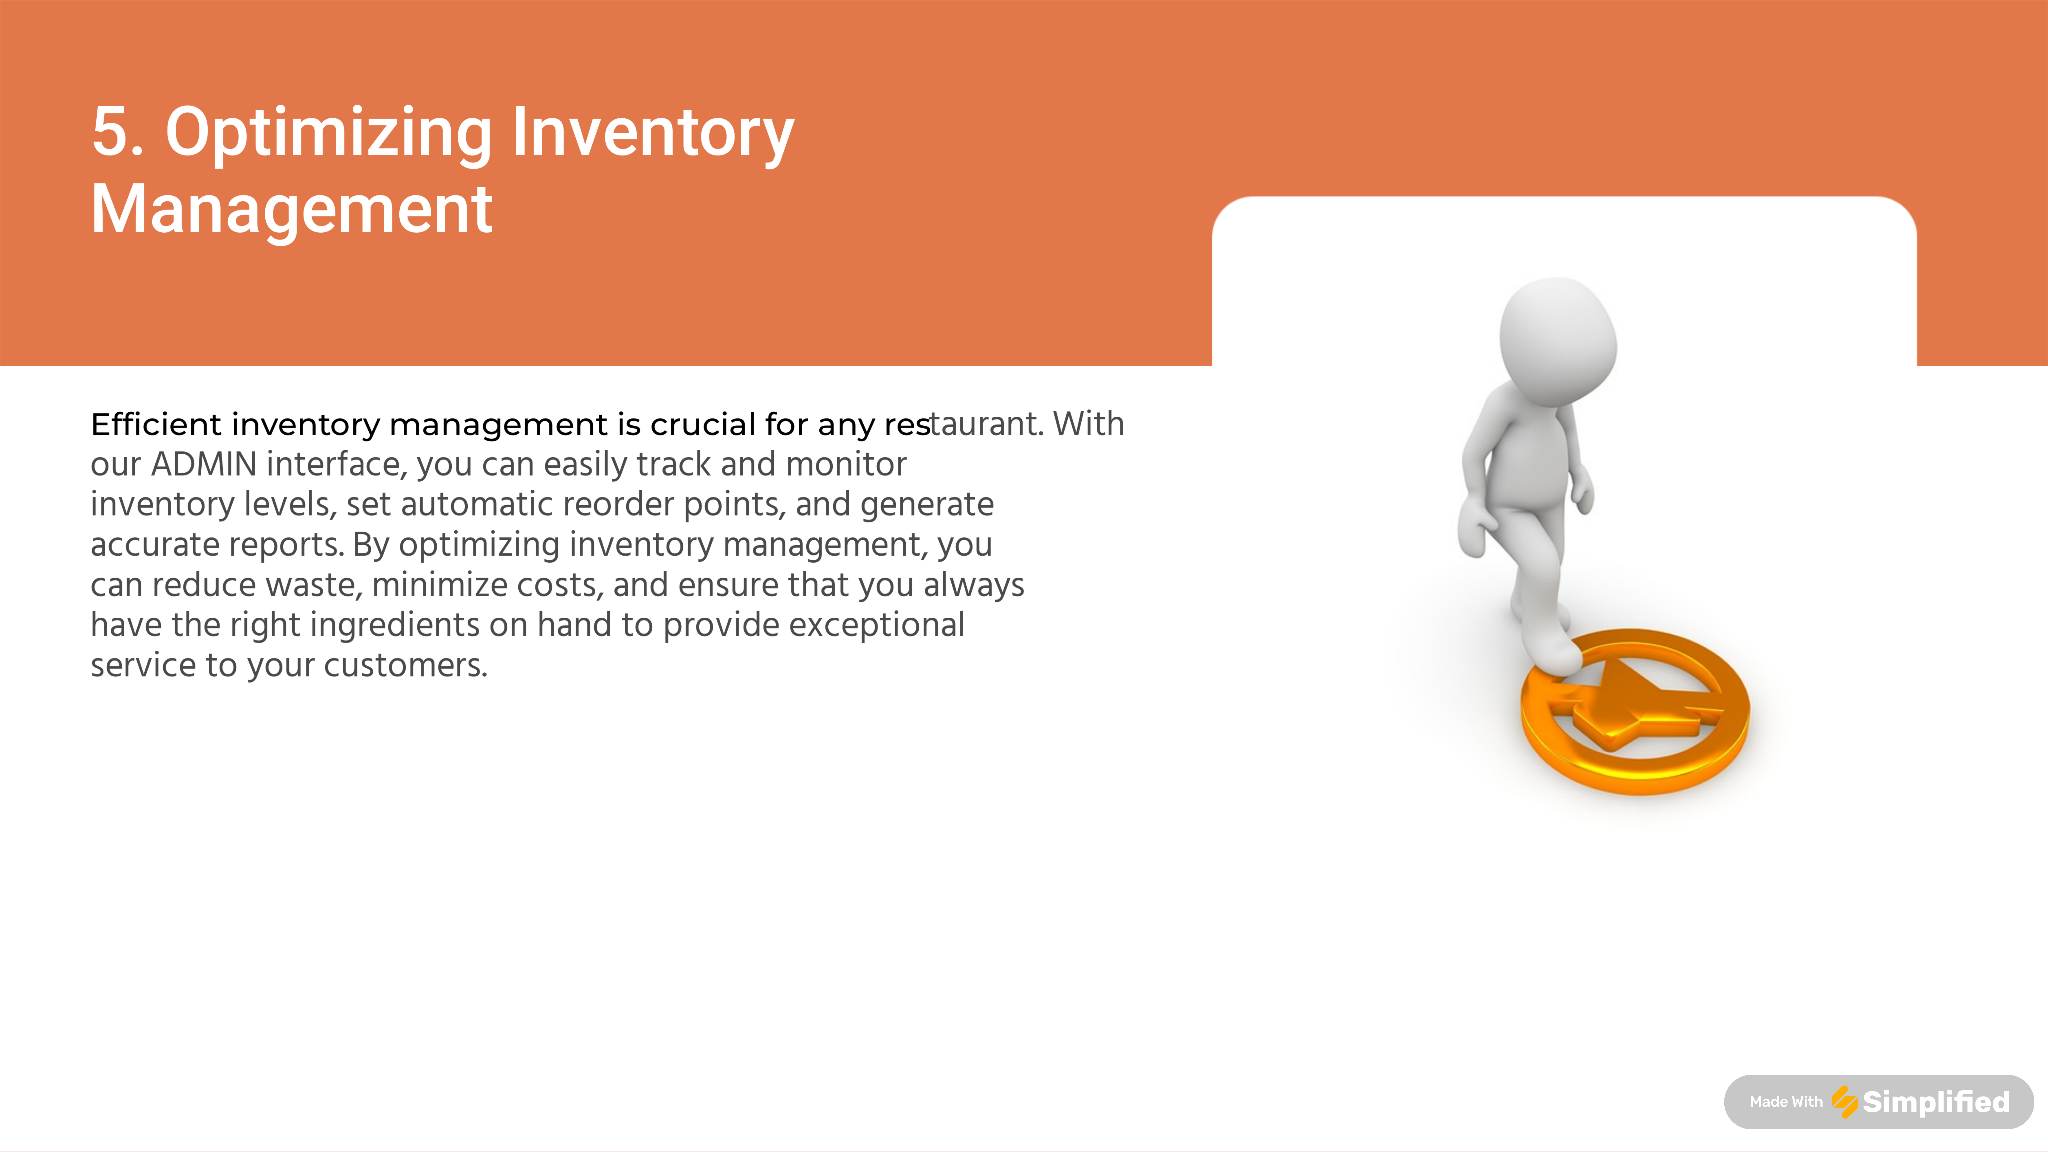 5. Optimizing Inventory
Management
Efficient inventory management is crucial for any restaurant. With
our ADMIN interface, you can easily track and monitor
inventory levels, set automatic reorder points, and generate
accurate reports. By optimizing inventory management, you
can reduce waste, minimize costs, and ensure that you always
have the right ingredients on hand to provide exceptional
service to your customers.
Made With Simplified